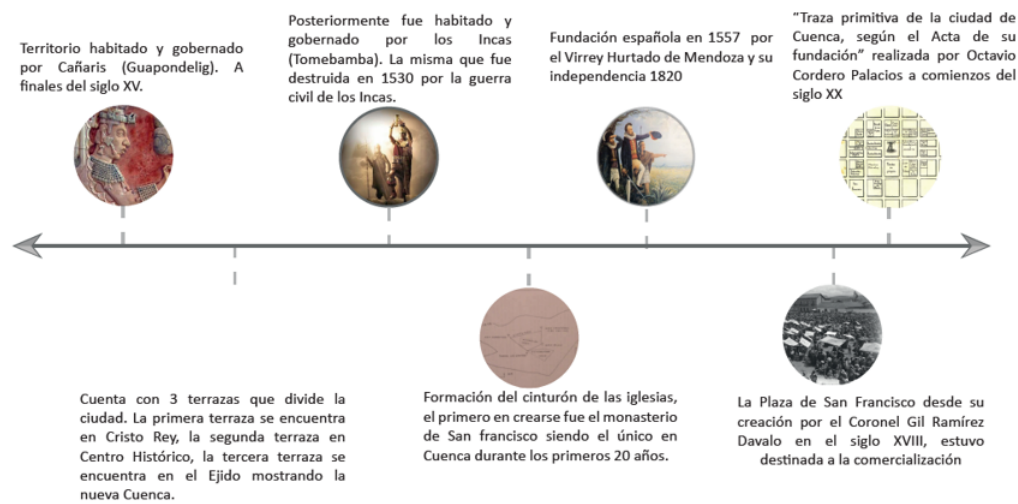 Territorio habitado y gobernado
por Cañaris (Guapondelig). A
finales del siglo XV.
Posteriormente fue habitado y
gobernado por los Incas
(Tomebamba). La misma que fue
destruida en 1530 por la guerra
civil de los Incas.
Fundación española en 1557 por
el Virrey Hurtado de Mendoza y su
independencia 1820
"Traza primitiva de la ciudad de
Cuenca, según el Acta de su
fundación" realizada por Octavio
Cordero Palacios a comienzos del
siglo XX
Cuenta con 3 terrazas que divide la
ciudad. La primera terraza se encuentra
en Cristo Rey, la segunda terraza en
Centro Histórico, la tercera terraza se
encuentra en el Ejido mostrando la
nueva Cuenca.
Formación del cinturón de las iglesias,
el primero en crearse fue el monasterio
de San francisco siendo el único en
Cuenca durante los primeros 20 años.
La Plaza de San Francisco desde su
creación por el Coronel Gil Ramírez
Davalo en el siglo XVIII, estuvo
destinada a la comercialización